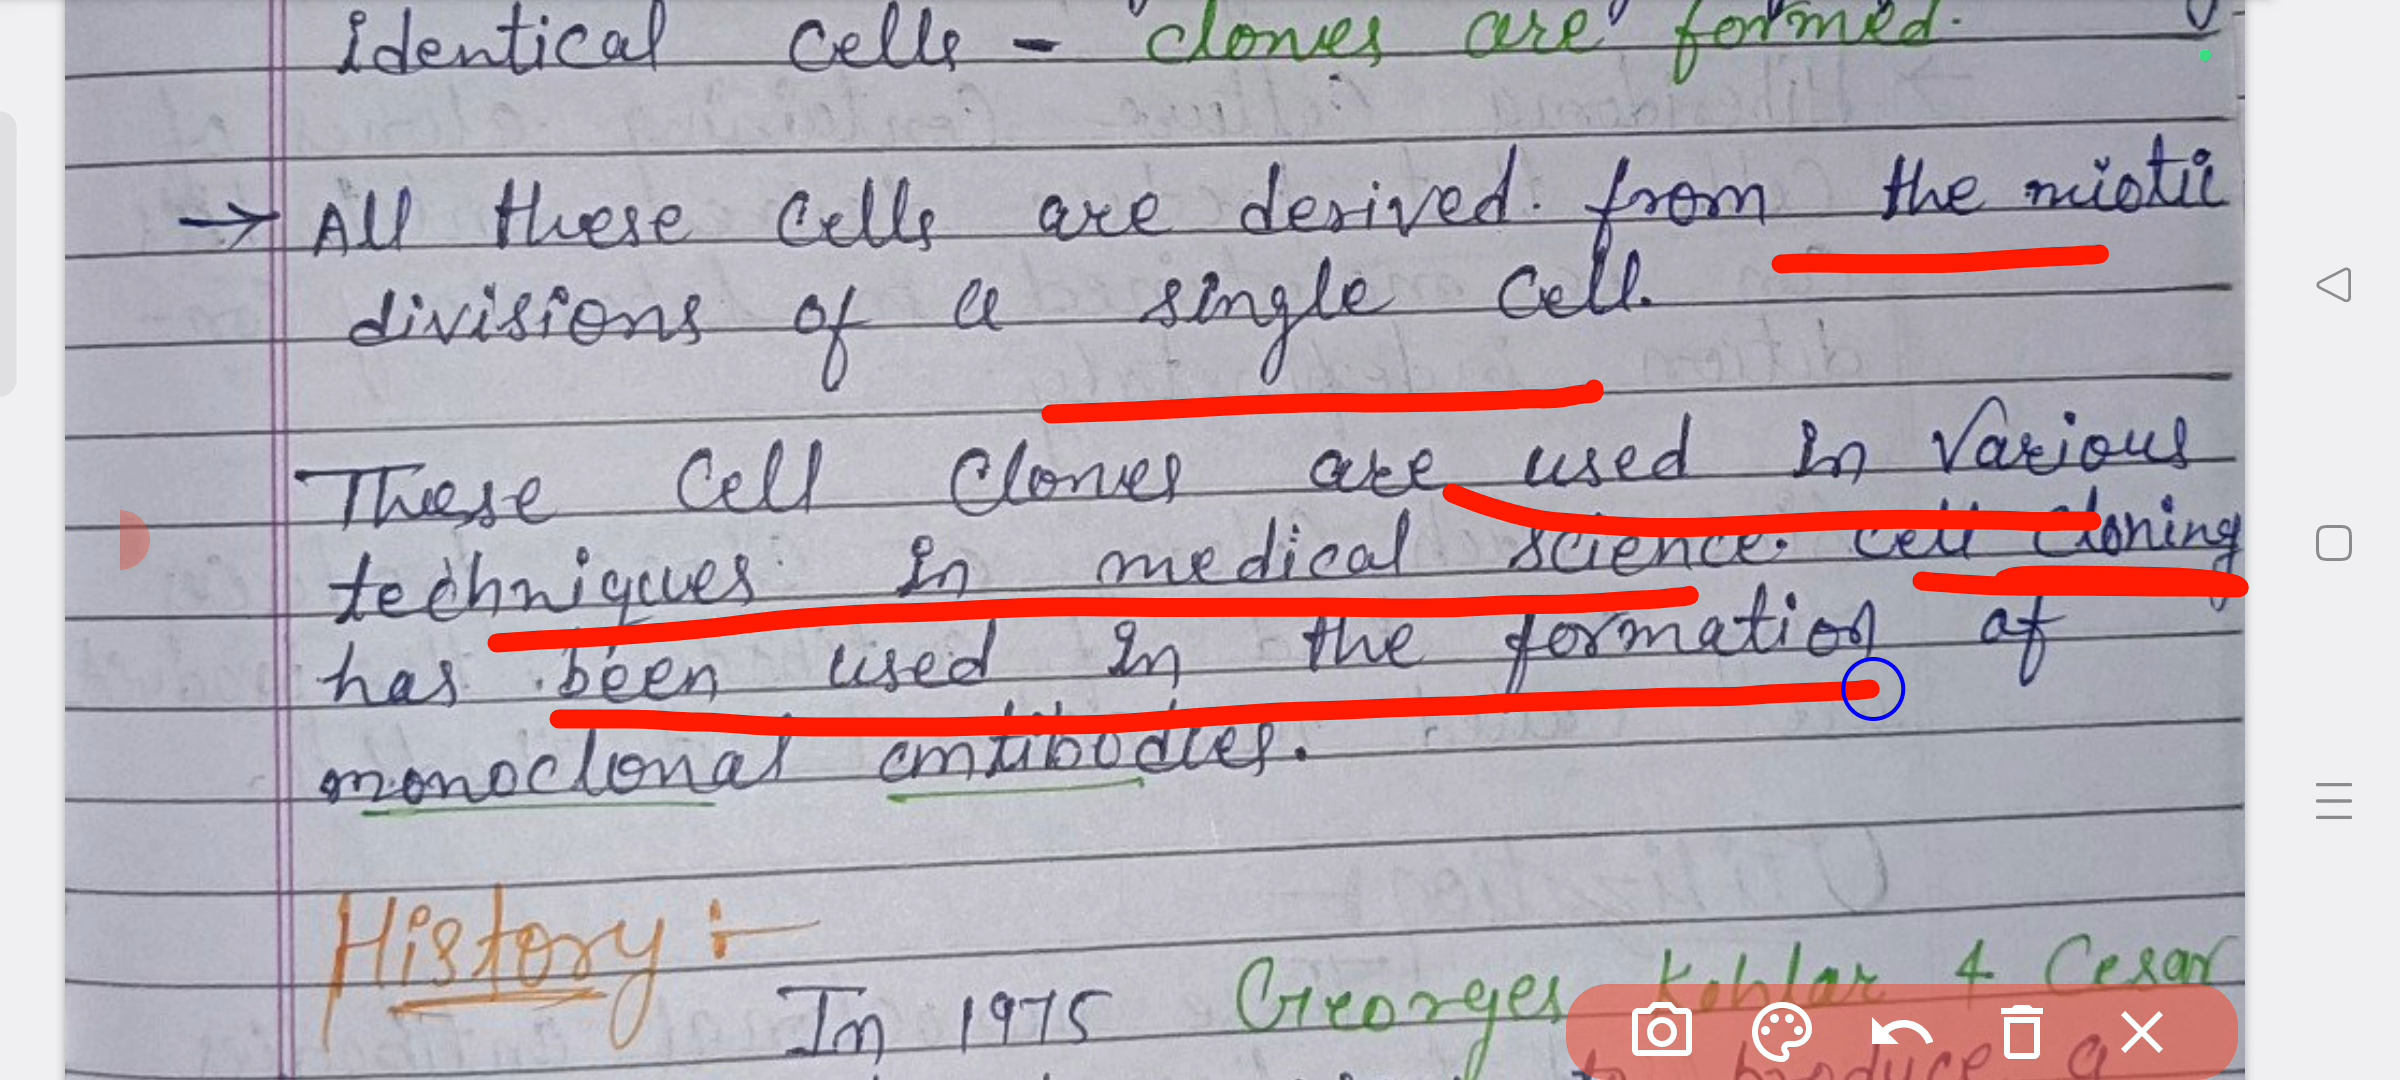 identical cells - "clones are" formed.
→ All these cells are derived from the miotic
divisions of a single cell.
These cell clones are used in various
techniques in medical science. Cell cloning
has been used in the formation of
monoclonal antibodies.
History :-
In 1975 Georges Kohlar & Cesar
to produce a